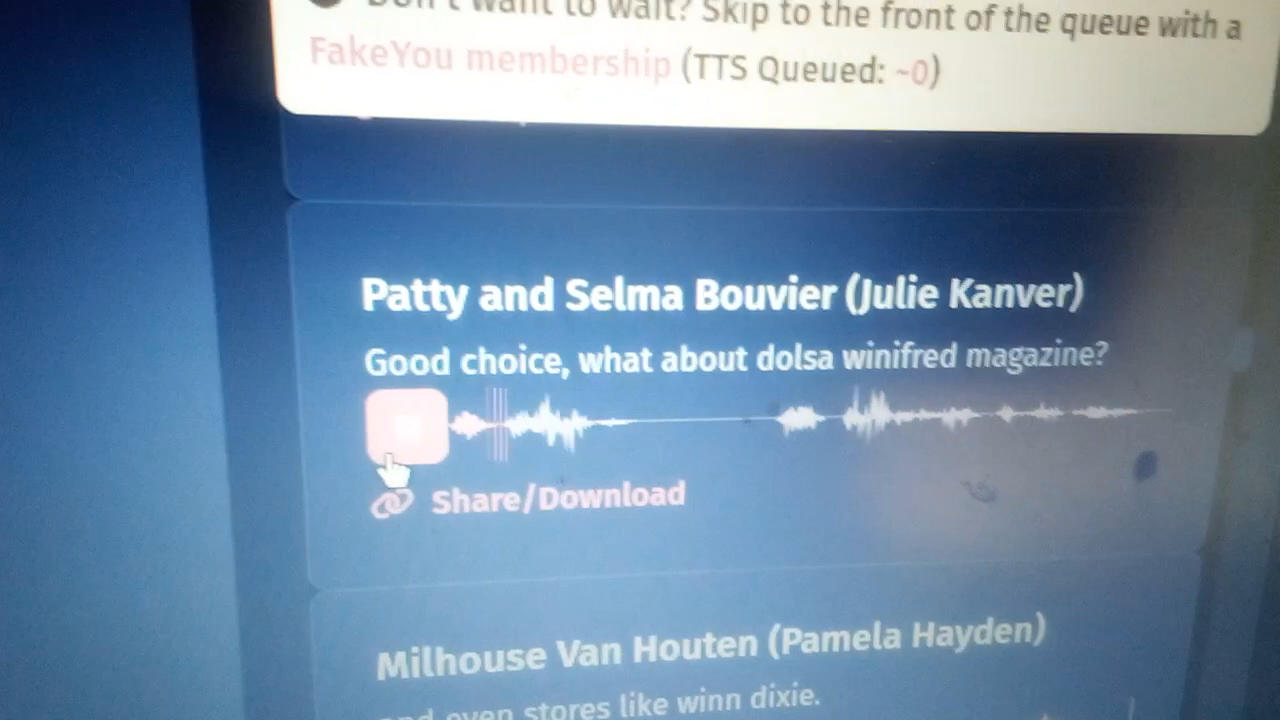 Don't want to wait? Skip to the front of the queue with a
FakeYou membership (TTS Queued: ~0)
Patty and Selma Bouvier (Julie Kanver)
Good choice, what about dolsa winifred magazine?
Share/Download
Milhouse Van Houten (Pamela Hayden)
and even stores like winn dixie.